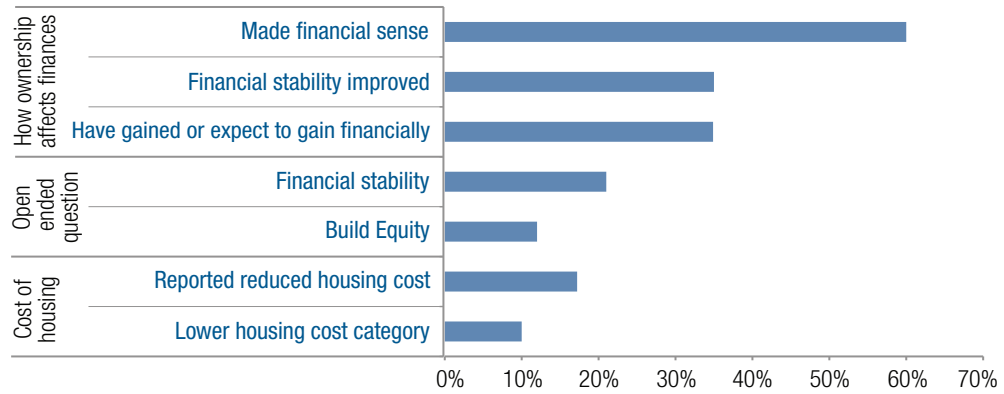 How ownership
affects finances
Made financial sense
Financial stability improved
Have gained or expect to gain financially
Open
ended
question
Financial stability
Build Equity
Cost of
housing
Reported reduced housing cost
Lower housing cost category
0% 10% 20% 30% 40% 50% 60% 70%